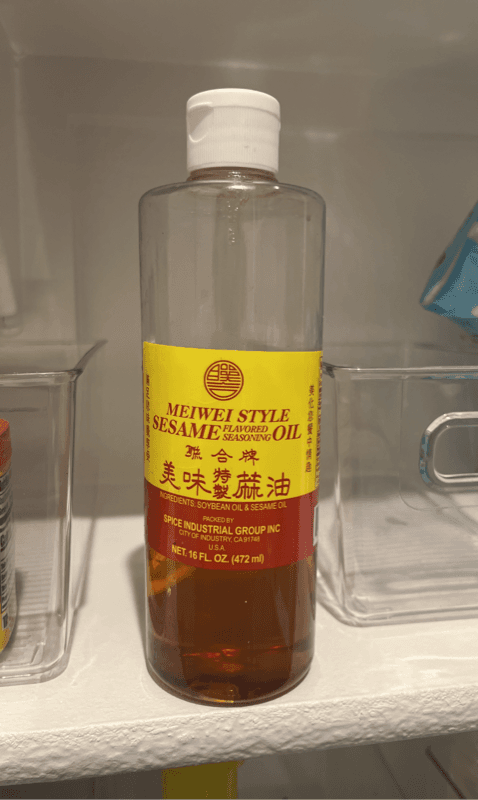 MEIWEI STYLE
SESAME FLAVORED SEASONING OIL
聯合牌
美味特製蔴油
INGREDIENTS: SOYBEAN OIL & SESAME OIL
PACKED BY
SPICE INDUSTRIAL GROUP INC
CITY OF INDUSTRY, CA 91748
U.S.A.
NET. 16 FL. OZ. (472 ml)